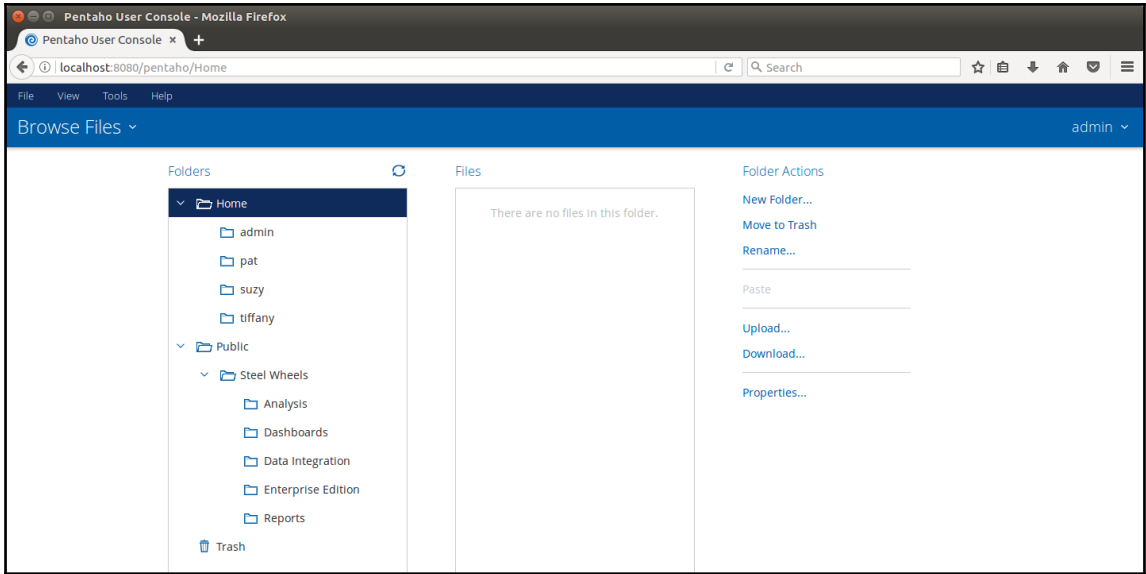 Pentaho User Console - Mozilla Firefox
Pentaho User Console
localhost:8080/pentaho/Home
Search
File View Tools Help
Browse Files
admin
Folders
Home
admin
pat
suzy
tiffany
Public
Steel Wheels
Analysis
Dashboards
Data Integration
Enterprise Edition
Reports
Trash
Files
There are no files in this folder.
Folder Actions
New Folder...
Move to Trash
Rename...
Paste
Upload...
Download...
Properties...